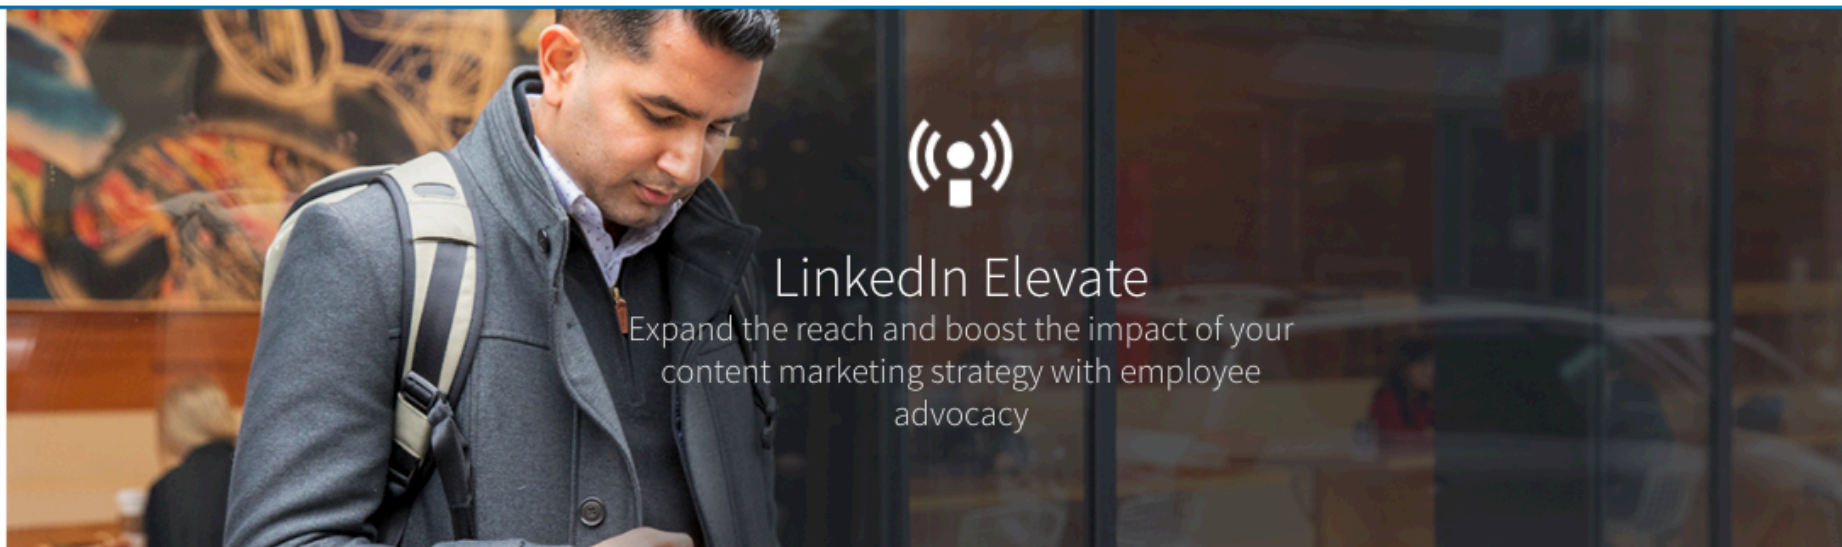 LinkedIn Elevate
Expand the reach and boost the impact of your
content marketing strategy with employee
advocacy